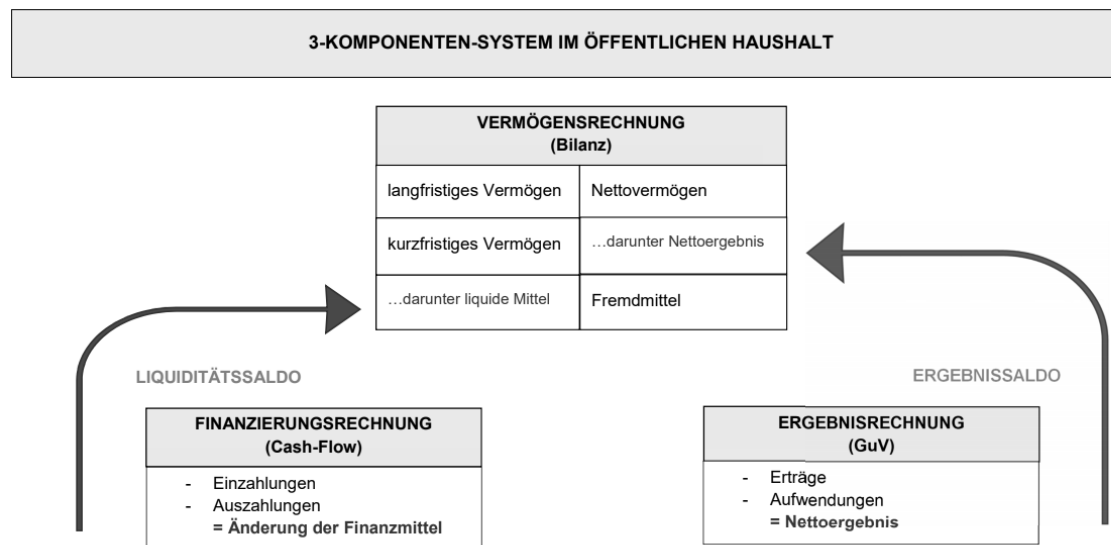 3-KOMPONENTEN-SYSTEM IM ÖFFENTLICHEN HAUSHALT
VERMÖGENSRECHNUNG
(Bilanz)
langfristiges Vermögen
Nettovermögen
kurzfristiges Vermögen
…darunter Nettoergebnis
…darunter liquide Mittel
Fremdmittel
LIQUIDITÄTSSALDO
ERGEBNISSALDO
FINANZIERUNGSRECHNUNG
(Cash-Flow)
- Einzahlungen
- Auszahlungen
= Änderung der Finanzmittel
ERGEBNISRECHNUNG
(GuV)
- Erträge
- Aufwendungen
= Nettoergebnis